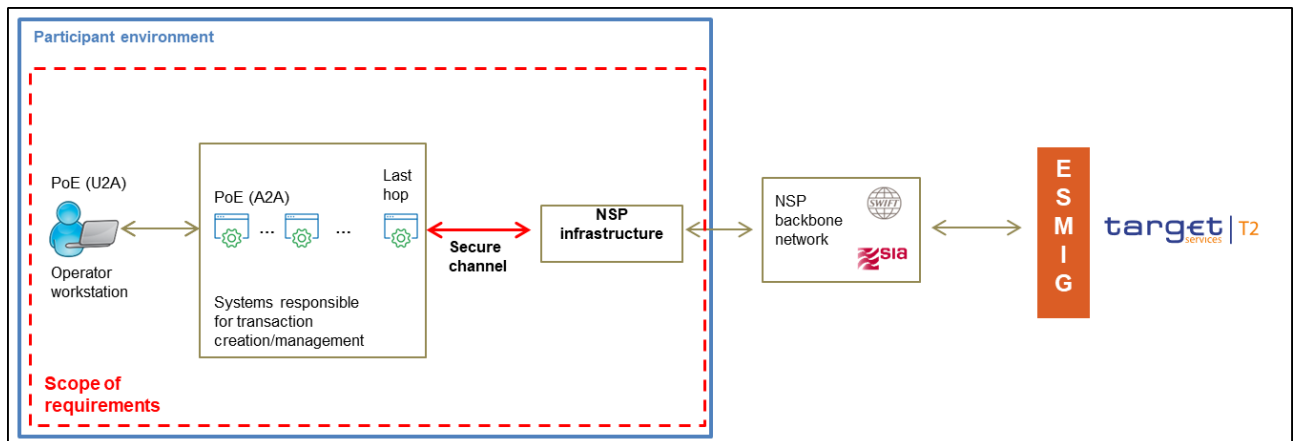 Participant environment
PoE (U2A)
Operator
workstation
PoE (A2A)
...
...
Last
hop
Systems responsible
for transaction
creation/management
Secure
channel
NSP
infrastructure
Scope of
requirements
NSP
backbone
network
SWIFT
sia
E
S
M
I
G
target
services
T2